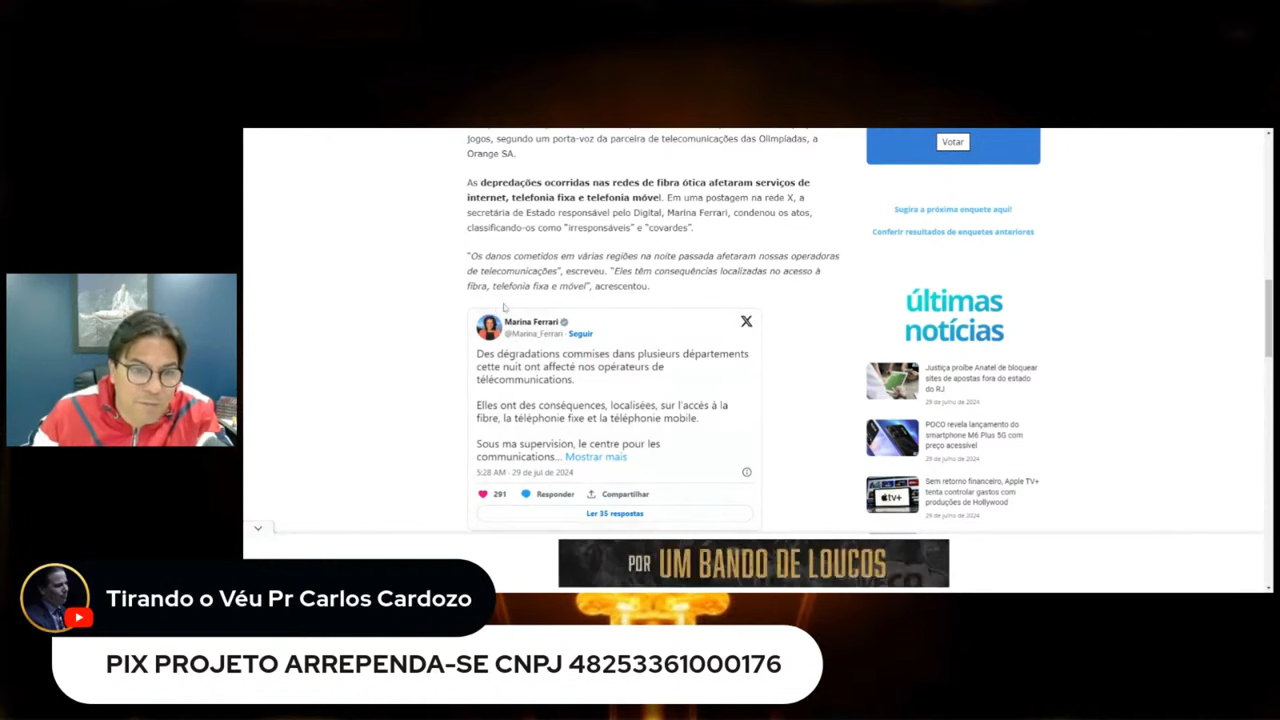 jogos, segundo um porta-voz da parceira de telecomunicações das Olimpíadas, a
Orange SA.
As depredações ocorridas nas redes de fibra ótica afetaram serviços de
internet, telefonia fixa e telefonia móvel. Em uma postagem na rede X, a
secretária de Estado responsável pelo Digital, Marina Ferrari, condenou os atos,
classificando-os como "irresponsáveis" e "covardes".
"Os danos cometidos em várias regiões na noite passada afetaram nossas operadoras
de telecomunicações", escreveu. "Eles têm consequências localizadas no acesso à
fibra, telefonia fixa e móvel", acrescentou.
Marina Ferrari
@Marina_Ferrari · Seguir
Des dégradations commises dans plusieurs départements
cette nuit ont affecté nos opérateurs de
télécommunications.
Elles ont des conséquences, localisées, sur l'accès à la
fibre, la téléphonie fixe et la téléphonie mobile.
Sous ma supervision, le centre pour les
communications... Mostrar mais
5:28 AM · 29 de jul de 2024
291 Responder Compartilhar
Ler 35 respostas
Votar
Sugira a próxima enquete aqui!
Conferir resultados de enquetes anteriores
últimas
notícias
Justiça proíbe Anatel de bloquear
sites de apostas fora do estado
do RJ
29 de julho de 2024
POCO revela lançamento do
smartphone M6 Plus 5G com
preço acessível
29 de julho de 2024
tv+
Sem retorno financeiro, Apple TV+
tenta controlar gastos com
produções de Hollywood
29 de julho de 2024
POR UM BANDO DE LOUCOS
Tirando o Véu Pr Carlos Cardozo
PIX PROJETO ARREPENDA-SE CNPJ 48253361000176